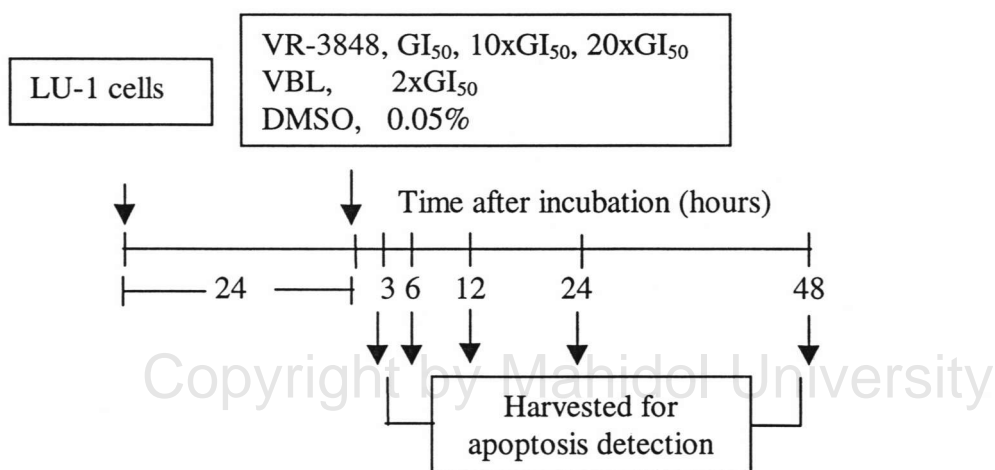 VR-3848, GI₅₀, 10xGI₅₀, 20xGI₅₀
LU-1 cells
VBL, 2xGI₅₀
DMSO, 0.05%
Time after incubation (hours)
24 3 6 12 24 48
Copyright by Mahidol University
Harvested for
apoptosis detection